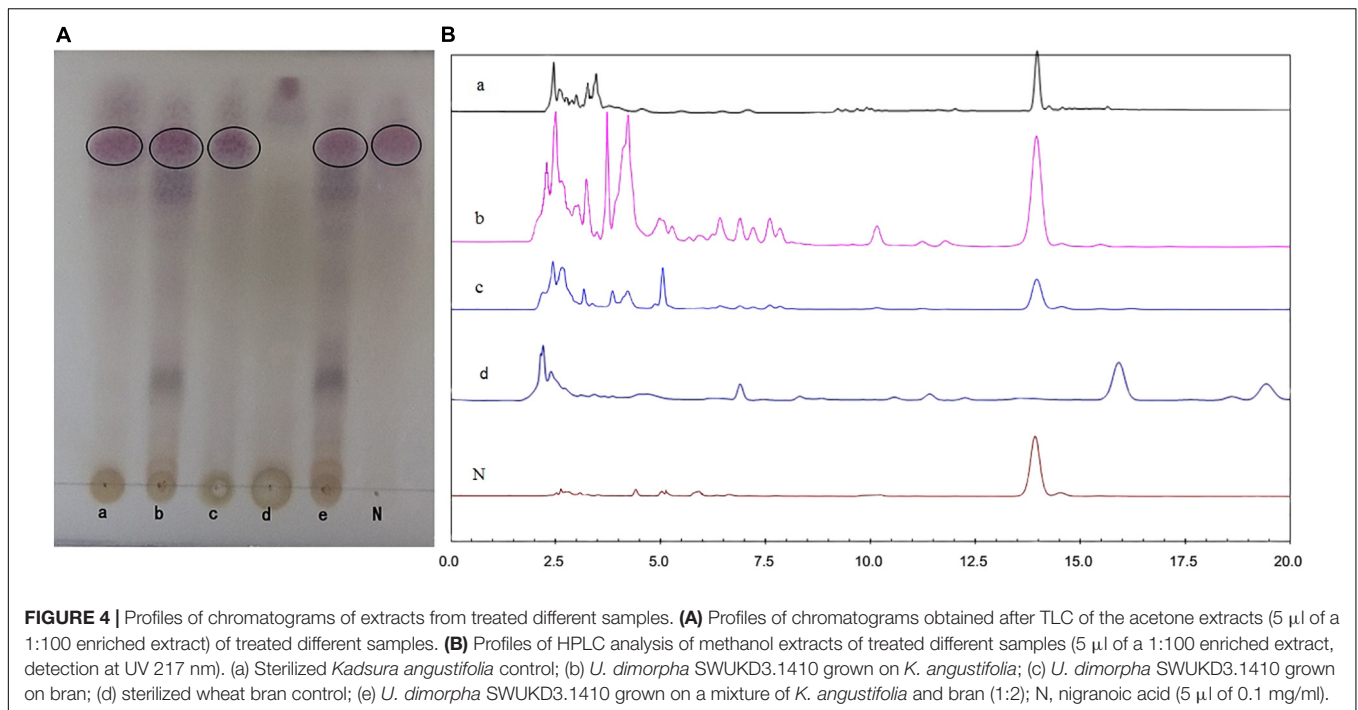 A
B
a
b
c
d
N
a b c d e N
0.0 2.5 5.0 7.5 10.0 12.5 15.0 17.5 20.0
FIGURE 4 | Profiles of chromatograms of extracts from treated different samples. (A) Profiles of chromatograms obtained after TLC of the acetone extracts (5 μl of a
1:100 enriched extract) of treated different samples. (B) Profiles of HPLC analysis of methanol extracts of treated different samples (5 μl of a 1:100 enriched extract,
detection at UV 217 nm). (a) Sterilized Kadsura angustifolia control; (b) U. dimorpha SWUKD3.1410 grown on K. angustifolia; (c) U. dimorpha SWUKD3.1410 grown
on bran; (d) sterilized wheat bran control; (e) U. dimorpha SWUKD3.1410 grown on a mixture of K. angustifolia and bran (1:2); N, nigranoic acid (5 μl of 0.1 mg/ml).